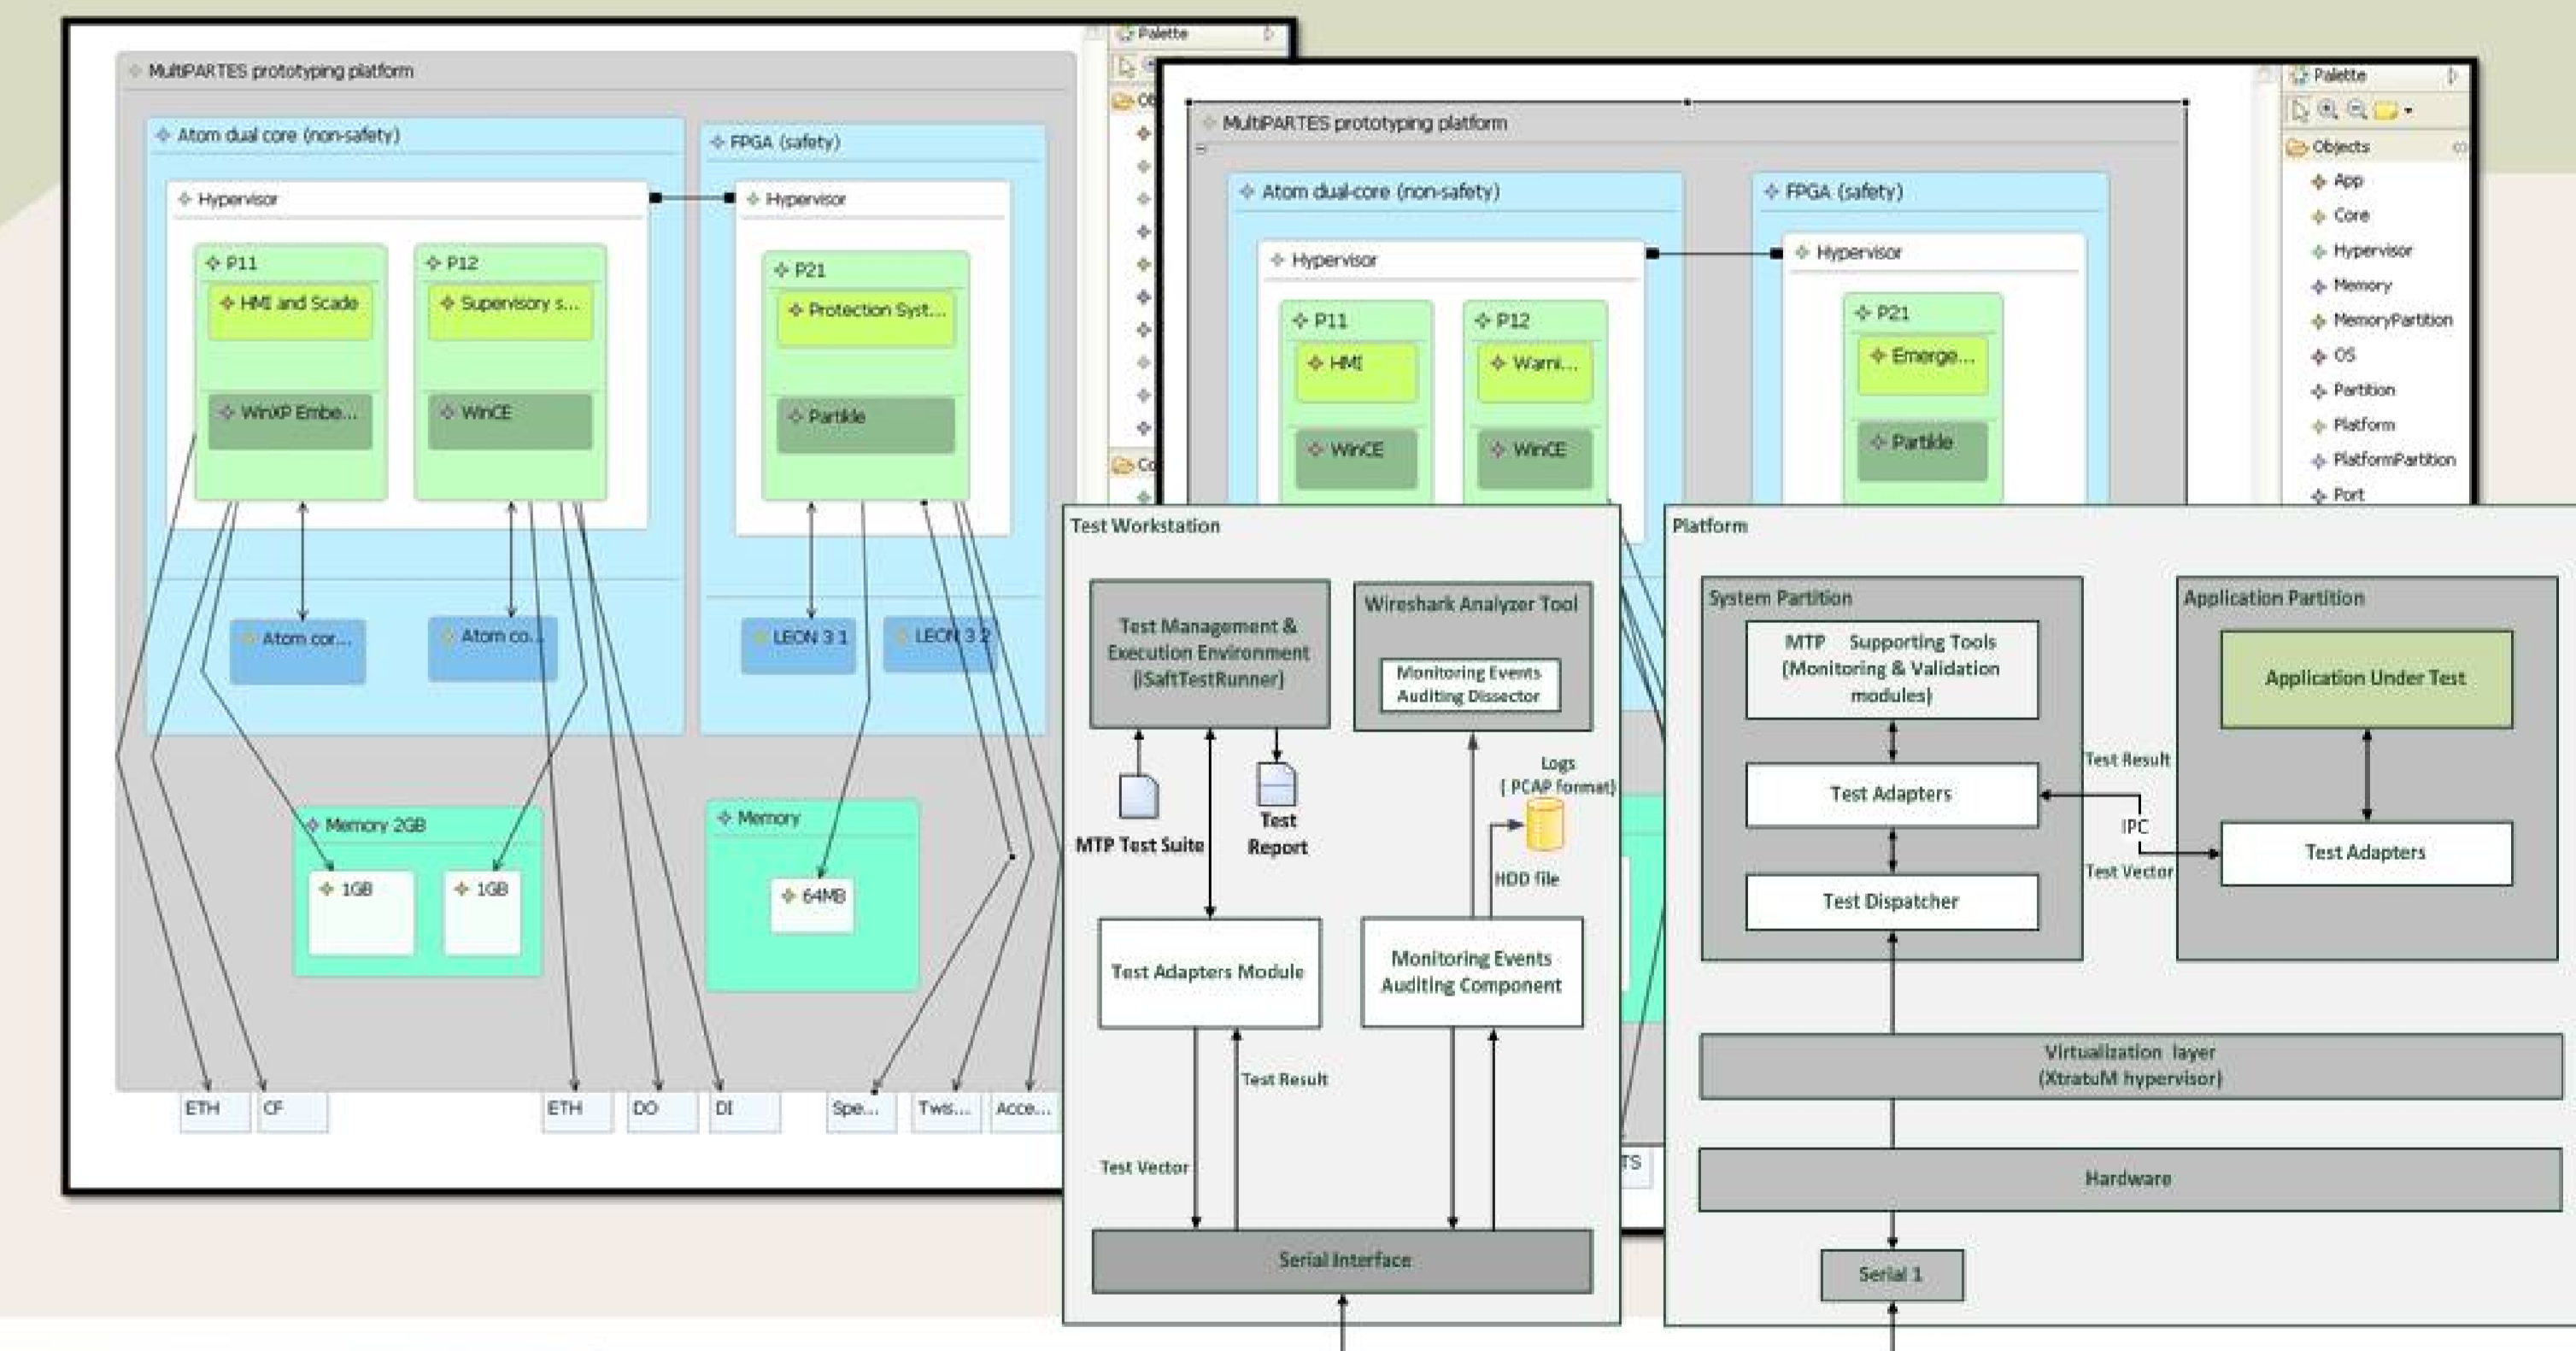 Palette
MultiPARTES prototyping platform
Atom dual core (non-safety)
FPGA (safety)
Hypervisor
Hypervisor
P11
P12
P21
HMI and Scade
Supervisory s...
Protection Syst...
WinXP Embe...
WinCE
Partikle
Atom cor...
Atom co...
LEON 3 1
LEON 3 2
Memory 2GB
Memory
1GB
1GB
64MB
ETH
CF
ETH
DO
DI
Spe...
Twis...
Acce...
Palette
MultiPARTES prototyping platform
Objects
App
Core
Hypervisor
Memory
MemoryPartition
OS
Partition
Platform
PlatformPartition
Port
Atom dual-core (non-safety)
FPGA (safety)
Hypervisor
Hypervisor
P11
P12
P21
HMI
Warni...
Emerge...
WinCE
WinCE
Partikle
TS
Test Workstation
Test Management &
Execution Environment
(iSaftTestRunner)
Wireshark Analyzer Tool
Monitoring Events
Auditing Dissector
Logs
( PCAP format)
MTP Test Suite
Test
Report
HDD file
Test Adapters Module
Monitoring Events
Auditing Component
Test Result
Test Vector
Serial Interface
Platform
System Partition
MTP Supporting Tools
(Monitoring & Validation
modules)
Test Adapters
Test Dispatcher
Test Result
IPC
Test Vector
Application Partition
Application Under Test
Test Adapters
Virtualization layer
(XtratuM hypervisor)
Hardware
Serial 1